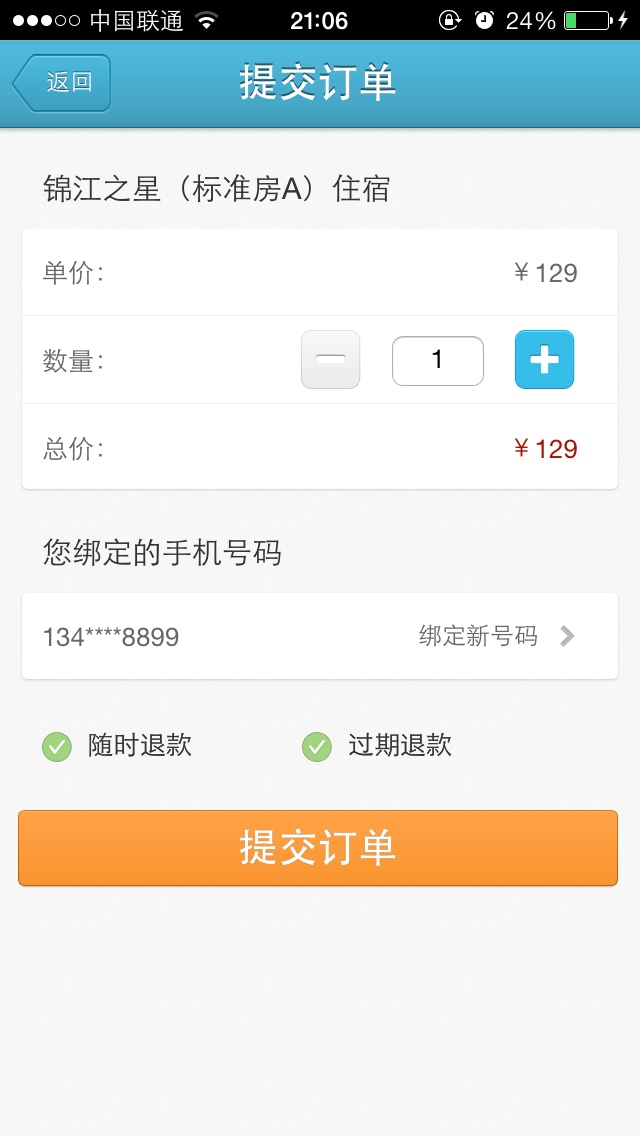 中国联通 21:06 24%
返回 提交订单
锦江之星（标准房A）住宿
单价： ¥129
数量： 1
总价： ¥129
您绑定的手机号码
134****8899 绑定新号码
随时退款 过期退款
提交订单